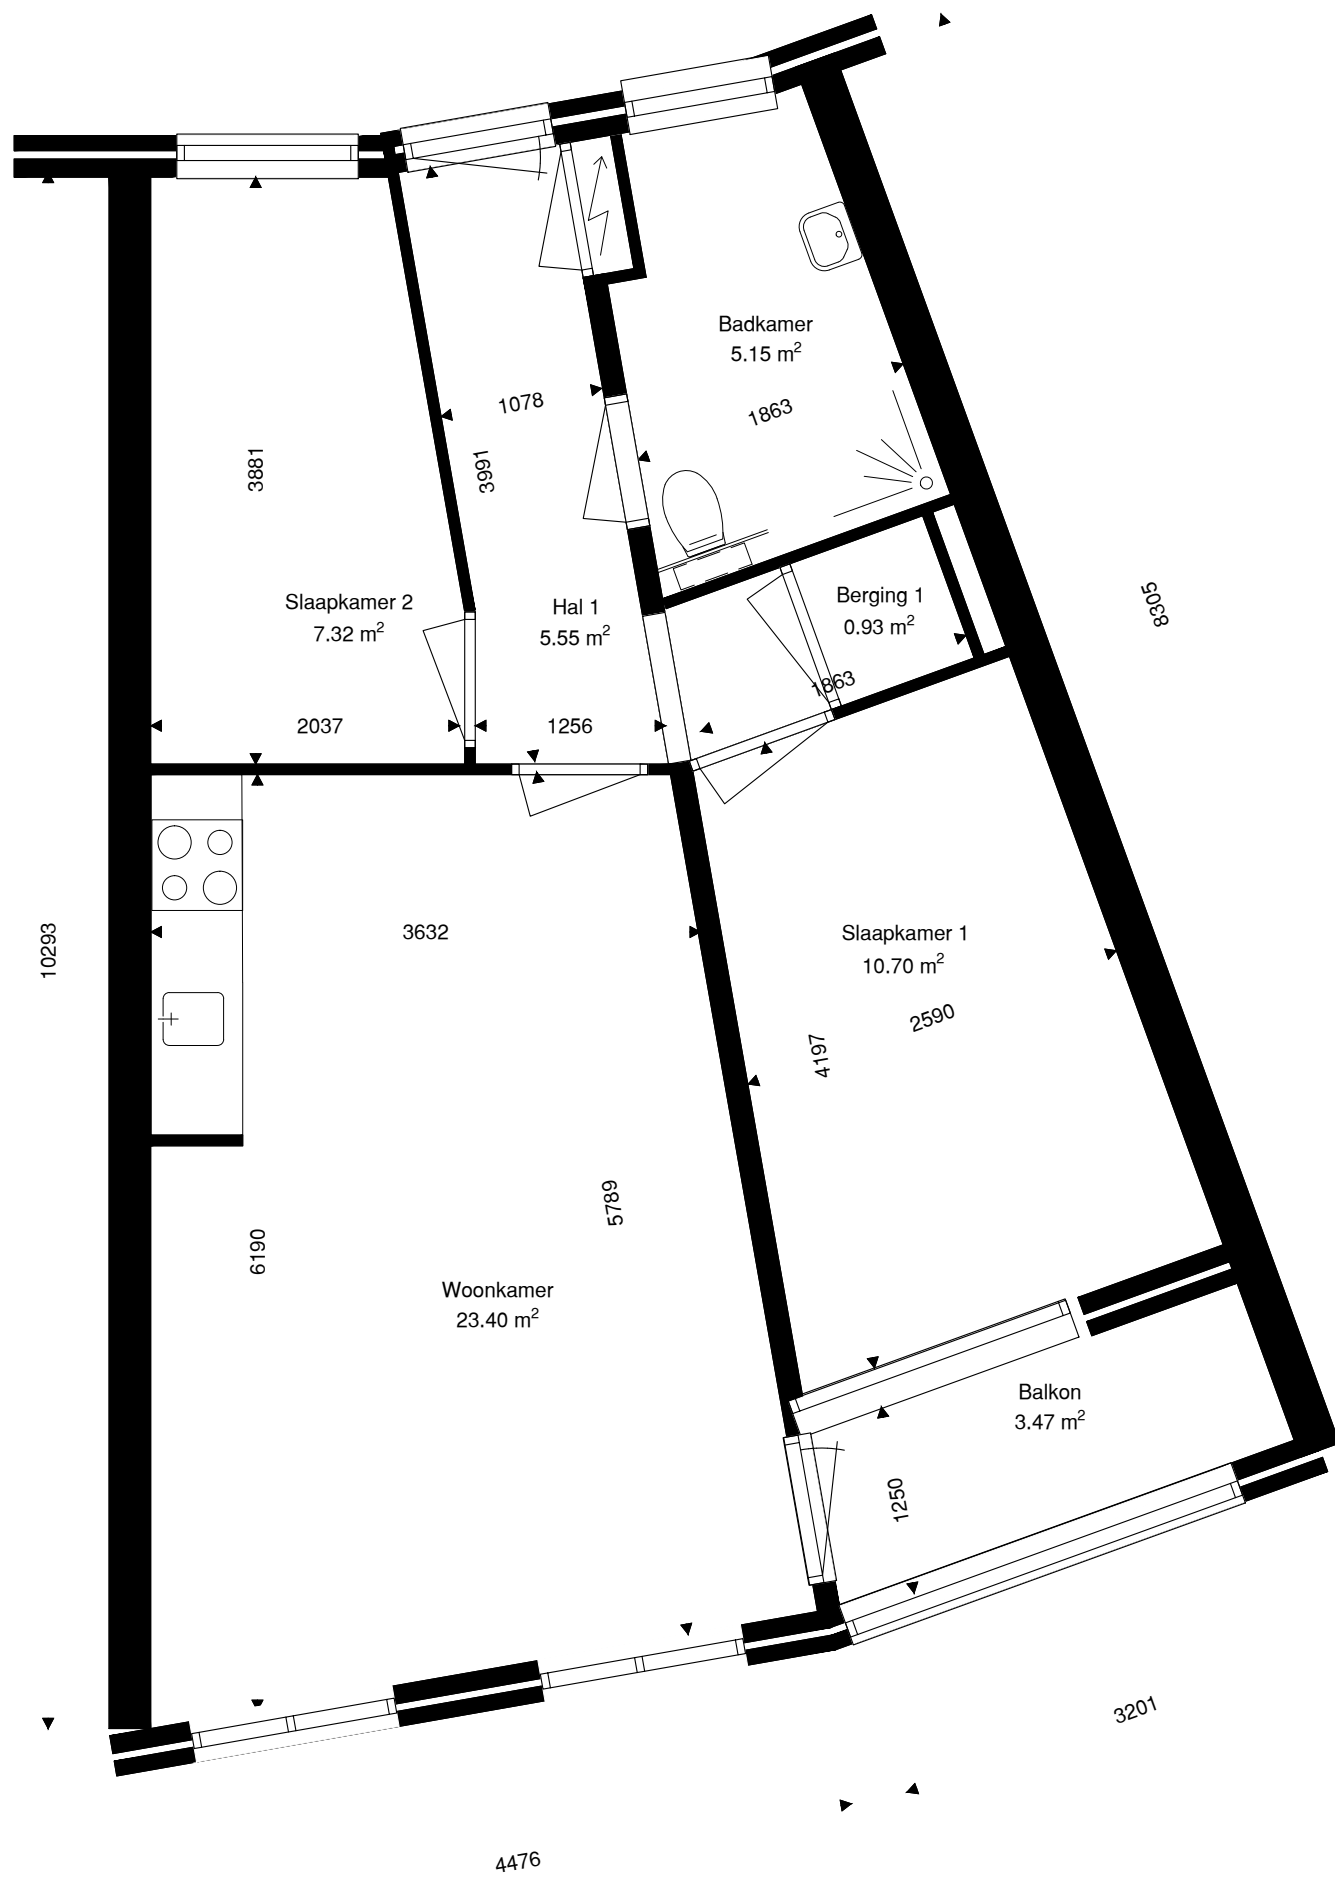 Badkamer
5.15 m²
1863
1078
3991
3881
Slaapkamer 2
7.32 m²
Hal 1
5.55 m²
Berging 1
0.93 m²
8305
1863
2037
1256
3632
10293
Slaapkamer 1
10.70 m²
2590
4197
5789
6190
Woonkamer
23.40 m²
Balkon
3.47 m²
1250
3201
4476